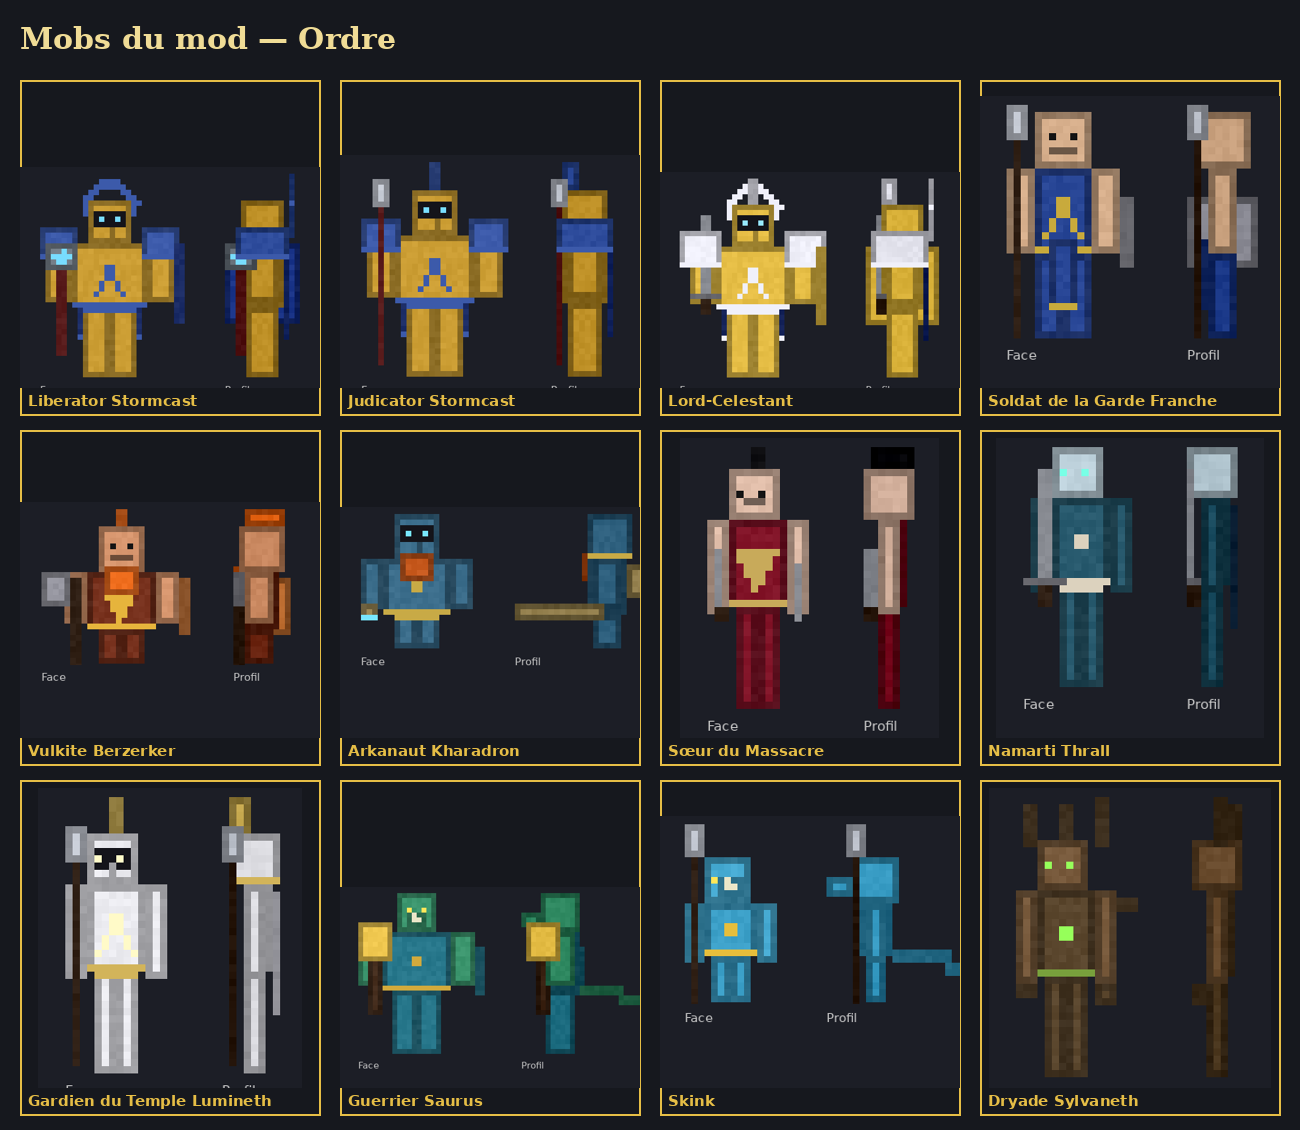 Mobs du mod — Ordre
Liberator Stormcast
Judicator Stormcast
Lord-Celestant
Face Profil
Soldat de la Garde Franche
Face Profil
Vulkite Berzerker
Face Profil
Arkanaut Kharadron
Face Profil
Sœur du Massacre
Face Profil
Namarti Thrall
Gardien du Temple Lumineth
Face Profil
Guerrier Saurus
Face Profil
Skink
Dryade Sylvaneth